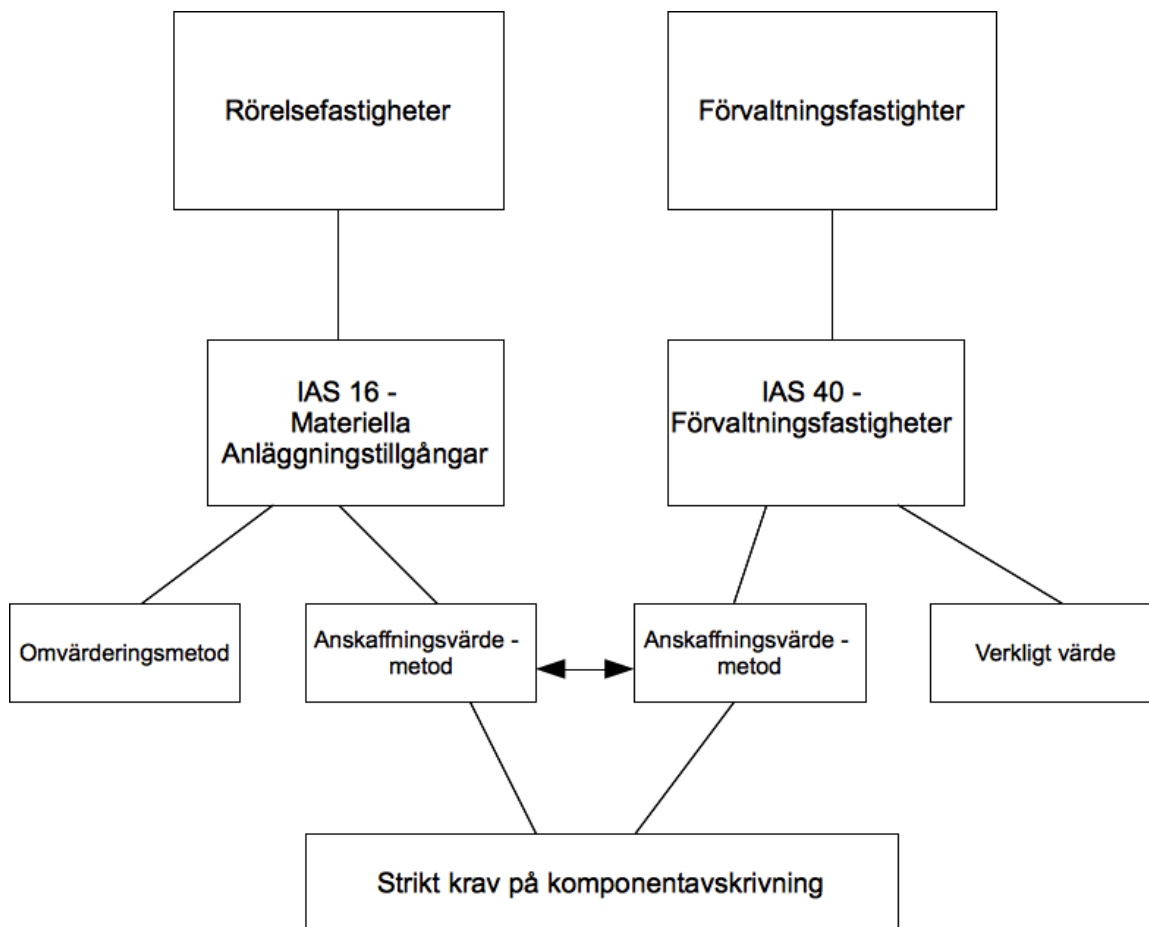 Rörelsefastigheter
Förvaltningsfastighter
IAS 16 -
Materiella
Anläggningstillgångar
IAS 40 -
Förvaltningsfastigheter
Omvärderingsmetod
Anskaffningsvärde -
metod
Anskaffningsvärde -
metod
Verkligt värde
Strikt krav på komponentavskrivning